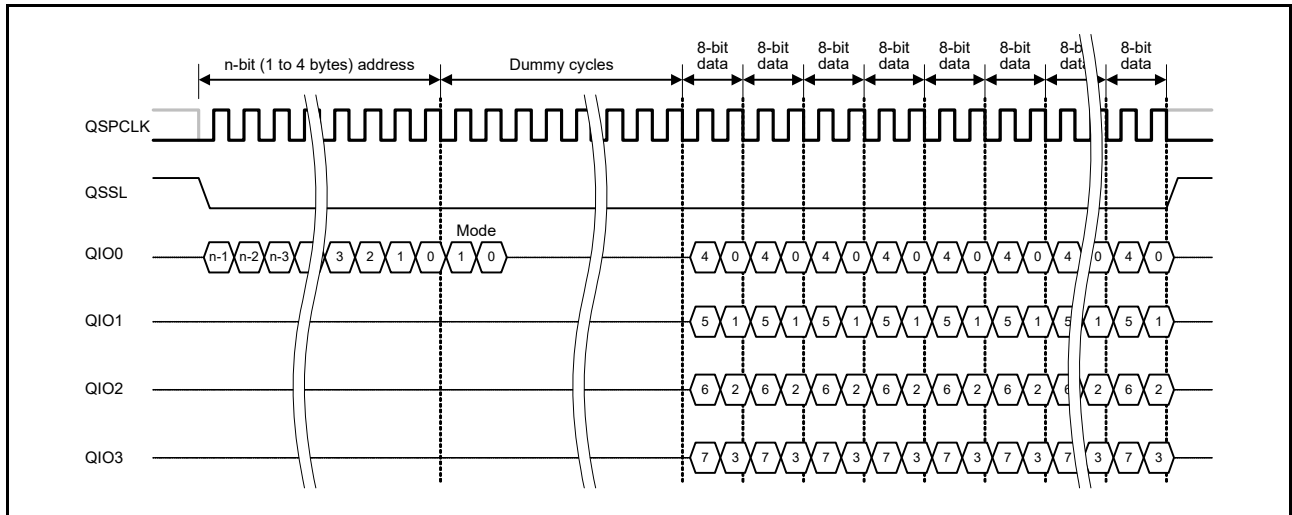 8-bit 8-bit 8-bit 8-bit 8-bit 8-bit 8-b 8-bit
n-bit (1 to 4 bytes) address Dummy cycles data data data data data data data data
QSPCLK
QSSL
Mode
QIO0 n-1 n-2 n-3 3 2 1 0 1 0 4 0 4 0 4 0 4 0 4 0 4 0 4 0 4 0
QIO1 5 1 5 1 5 1 5 1 5 1 5 1 5 1 5 1
QIO2 6 2 6 2 6 2 6 2 6 2 6 2 6 2 6 2
QIO3 7 3 7 3 7 3 7 3 7 3 7 3 7 3 7 3